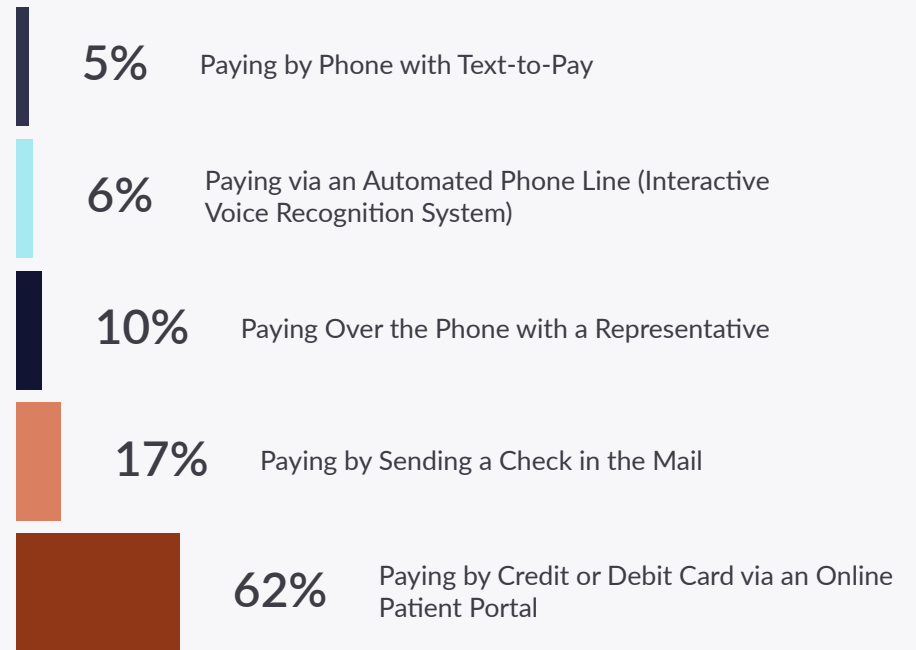 5% Paying by Phone with Text-to-Pay
6% Paying via an Automated Phone Line (Interactive
Voice Recognition System)
10% Paying Over the Phone with a Representative
17% Paying by Sending a Check in the Mail
62% Paying by Credit or Debit Card via an Online
Patient Portal